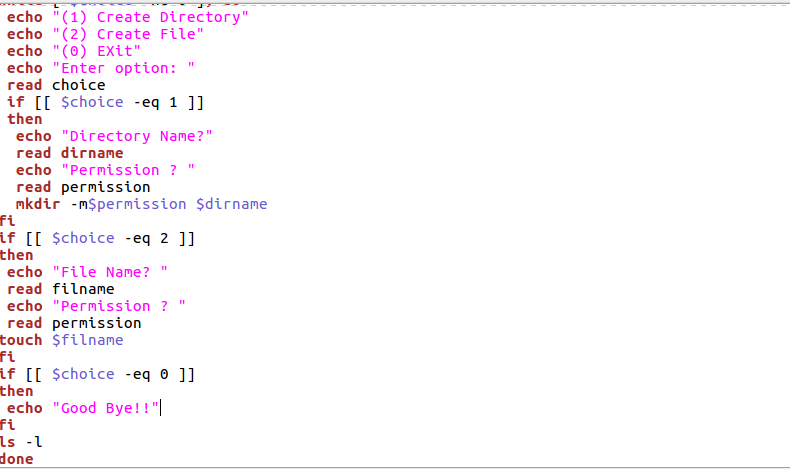 echo "(1) Create Directory"
echo "(2) Create File"
echo "(0) EXit"
echo "Enter option: "
read choice
if [[ $choice -eq 1 ]]
then
echo "Directory Name?"
read dirname
echo "Permission ? "
read permission
mkdir -m$permission $dirname
fi
if [[ $choice -eq 2 ]]
then
echo "File Name? "
read filname
echo "Permission ? "
read permission
touch $filname
fi
if [[ $choice -eq 0 ]]
then
echo "Good Bye!!"
fi
ls -l
done